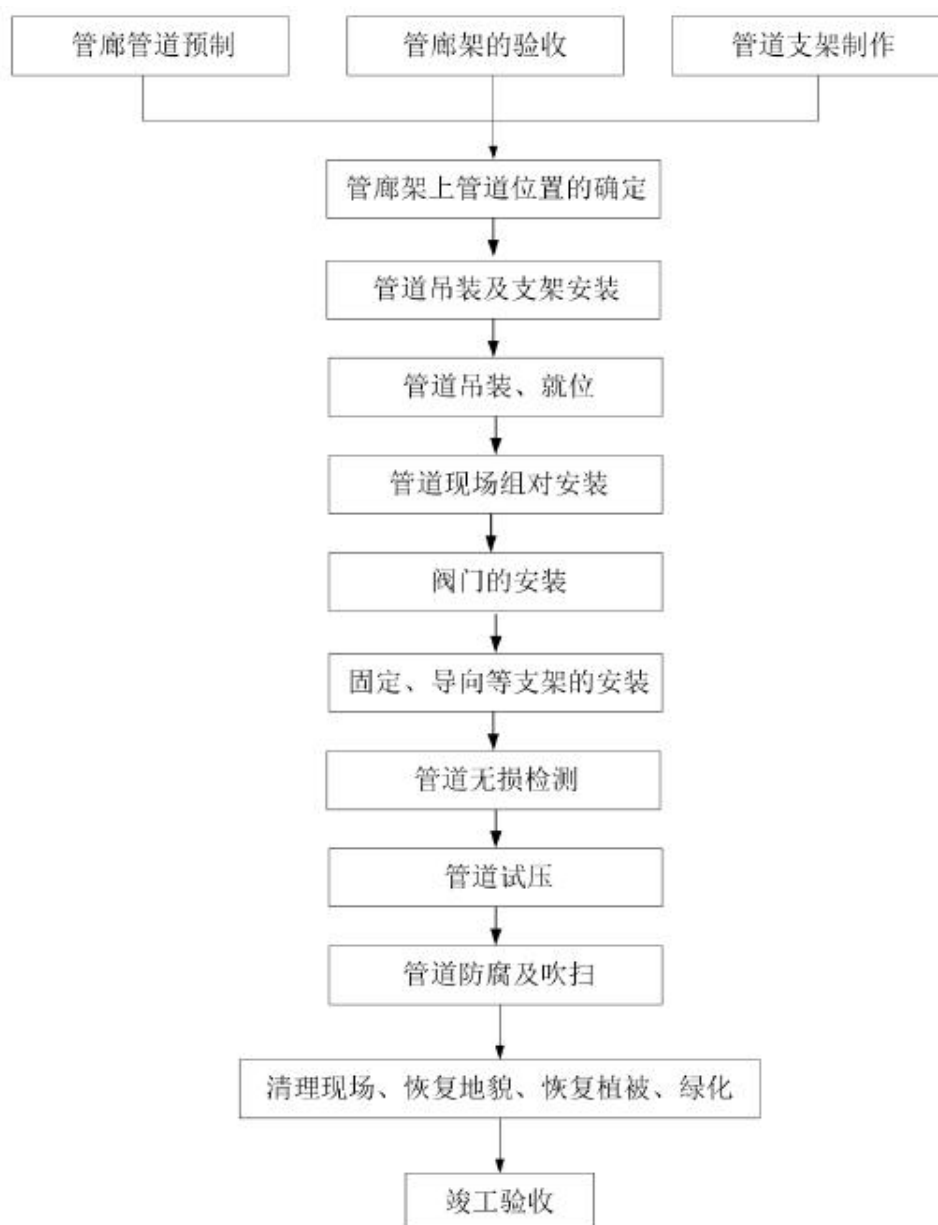 管廊管道预制
管廊架的验收
管道支架制作
管廊架上管道位置的确定
管道吊装及支架安装
管道吊装、就位
管道现场组对安装
阀门的安装
固定、导向等支架的安装
管道无损检测
管道试压
管道防腐及吹扫
清理现场、恢复地貌、恢复植被、绿化
竣工验收